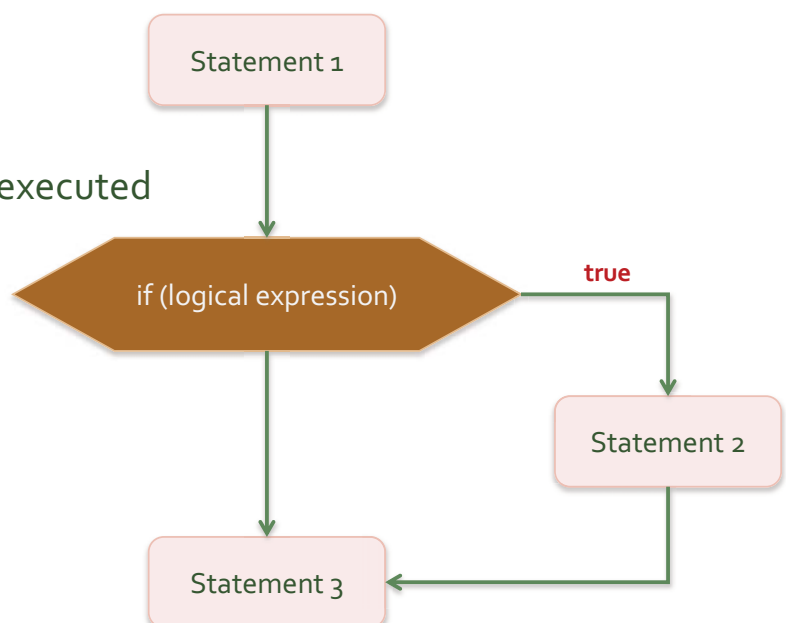 Statement 1
executed
if (logical expression)
true
Statement 2
Statement 3